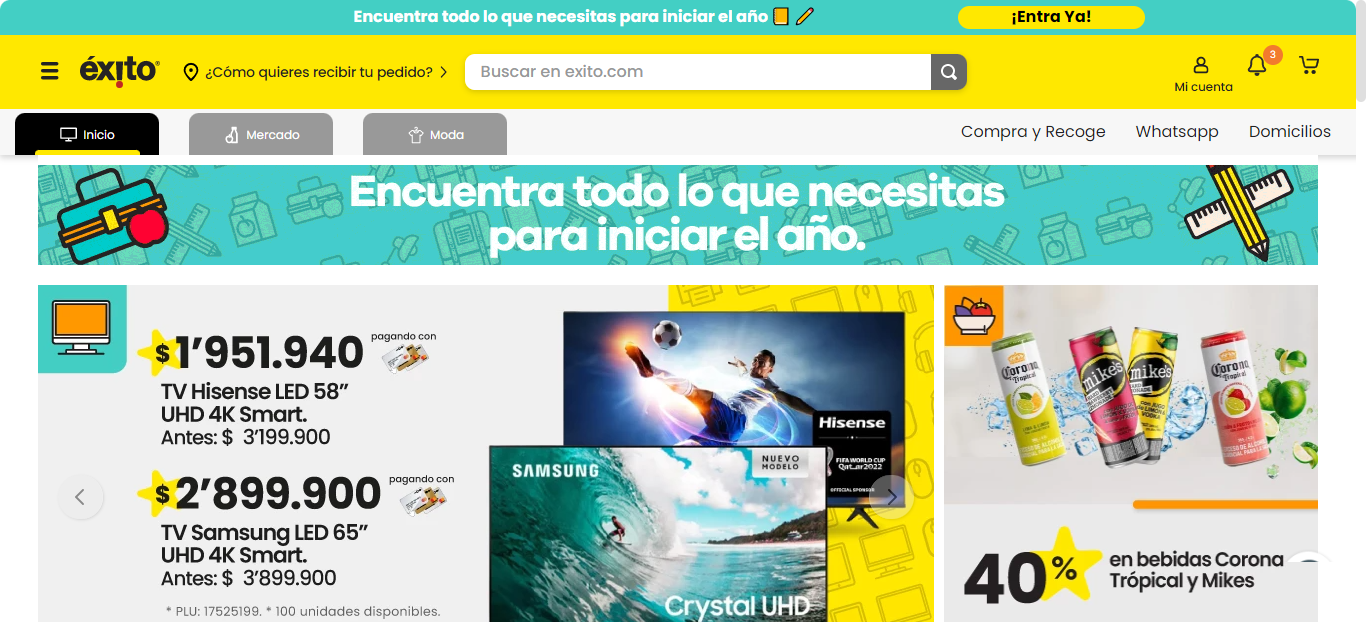 Encuentra todo lo que necesitas para iniciar el año
¡Entra Ya!
éxito
¿Cómo quieres recibir tu pedido?
Buscar en exito.com
Mi cuenta
3
Inicio
Mercado
Moda
Compra y Recoge
Whatsapp
Domicilios
Encuentra todo lo que necesitas
para iniciar el año.
$1’951.940
pagando con
TV Hisense LED 58”
UHD 4K Smart.
Antes: $ 3’199.900
$2’899.900
pagando con
TV Samsung LED 65”
UHD 4K Smart.
Antes: $ 3’899.900
* PLU: 17525199. * 100 unidades disponibles.
Hisense
FIFA WORLD CUP
Qatar2022
OFFICIAL SPONSOR
SAMSUNG
NUEVO
MODELO
Crystal UHD
Corona
Tropical
mike's
mike's
Corona
Tropical
40%
en bebidas Corona
Trópical y Mikes